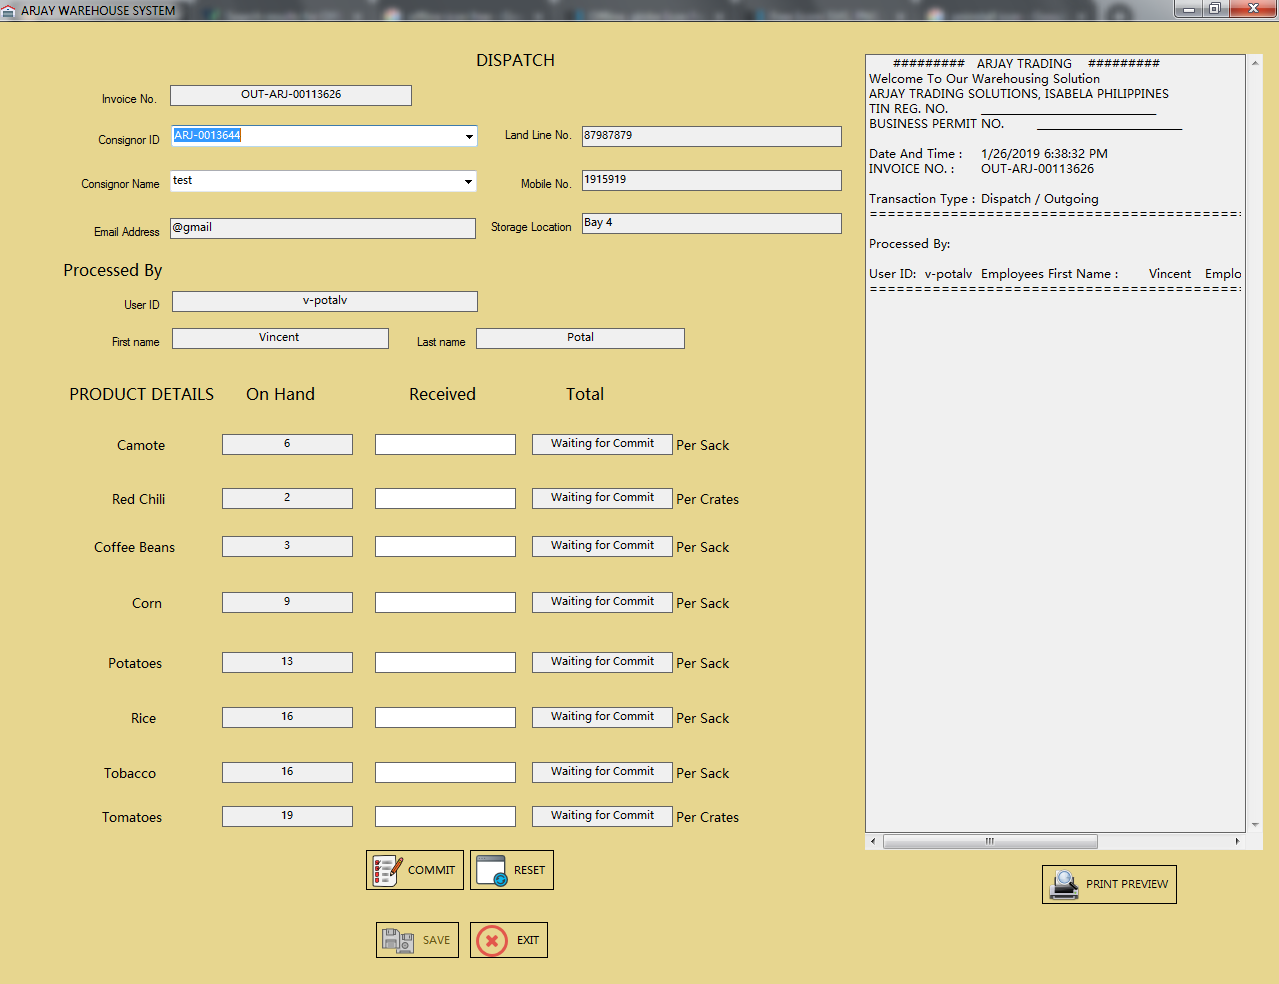 ARJAY WAREHOUSE SYSTEM
DISPATCH
Invoice No. OUT-ARJ-00113626
Consignor ID ARJ-0013644 Land Line No. 87987879
Consignor Name test Mobile No. 1915919
Email Address @gmail Storage Location Bay 4
Processed By
User ID v-potalv
First name Vincent Last name Potal
PRODUCT DETAILS On Hand Received Total
Camote 6 Waiting for Commit Per Sack
Red Chili 2 Waiting for Commit Per Crates
Coffee Beans 3 Waiting for Commit Per Sack
Corn 9 Waiting for Commit Per Sack
Potatoes 13 Waiting for Commit Per Sack
Rice 16 Waiting for Commit Per Sack
Tobacco 16 Waiting for Commit Per Sack
Tomatoes 19 Waiting for Commit Per Crates
COMMIT RESET
SAVE EXIT
######### ARJAY TRADING #########
Welcome To Our Warehousing Solution
ARJAY TRADING SOLUTIONS, ISABELA PHILIPPINES
TIN REG. NO. _________________________
BUSINESS PERMIT NO. _____________________
Date And Time : 1/26/2019 6:38:32 PM
INVOICE NO. : OUT-ARJ-00113626
Transaction Type : Dispatch / Outgoing
==========================================
Processed By:
User ID: v-potalv Employees First Name : Vincent Emplo
==========================================
PRINT PREVIEW